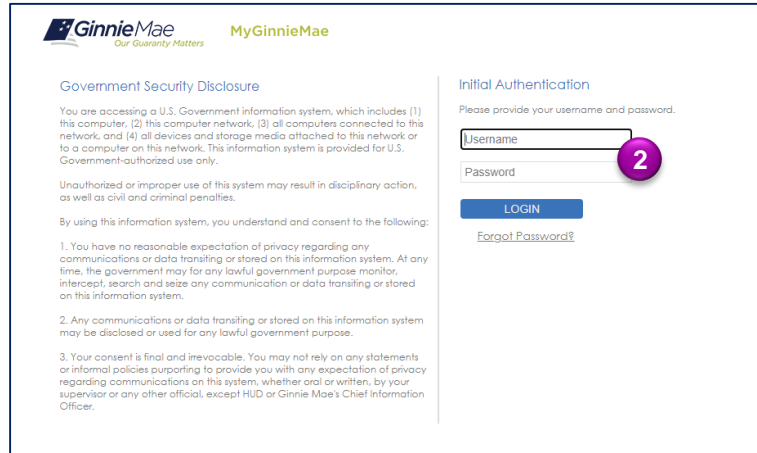 GinnieMae
Our Guaranty Matters
MyGinnieMae
Government Security Disclosure
You are accessing a U.S. Government information system, which includes (1)
this computer, (2) this computer network, (3) all computers connected to this
network, and (4) all devices and storage media attached to this network or
to a computer on this network. This information system is provided for U.S.
Government-authorized use only.
Unauthorized or improper use of this system may result in disciplinary action,
as well as civil and criminal penalties.
By using this information system, you understand and consent to the following:
1. You have no reasonable expectation of privacy regarding any
communications or data transiting or stored on this information system. At any
time, the government may for any lawful government purpose monitor,
intercept, search and seize any communication or data transiting or stored
on this information system.
2. Any communications or data transiting or stored on this information system
may be disclosed or used for any lawful government purpose.
3. Your consent is final and irrevocable. You may not rely on any statements
or informal policies purporting to provide you with any expectation of privacy
regarding communications on this system, whether oral or written, by your
supervisor or any other official, except HUD or Ginnie Mae's Chief Information
Officer.
Initial Authentication
Please provide your username and password.
Username
2
Password
LOGIN
Forgot Password?